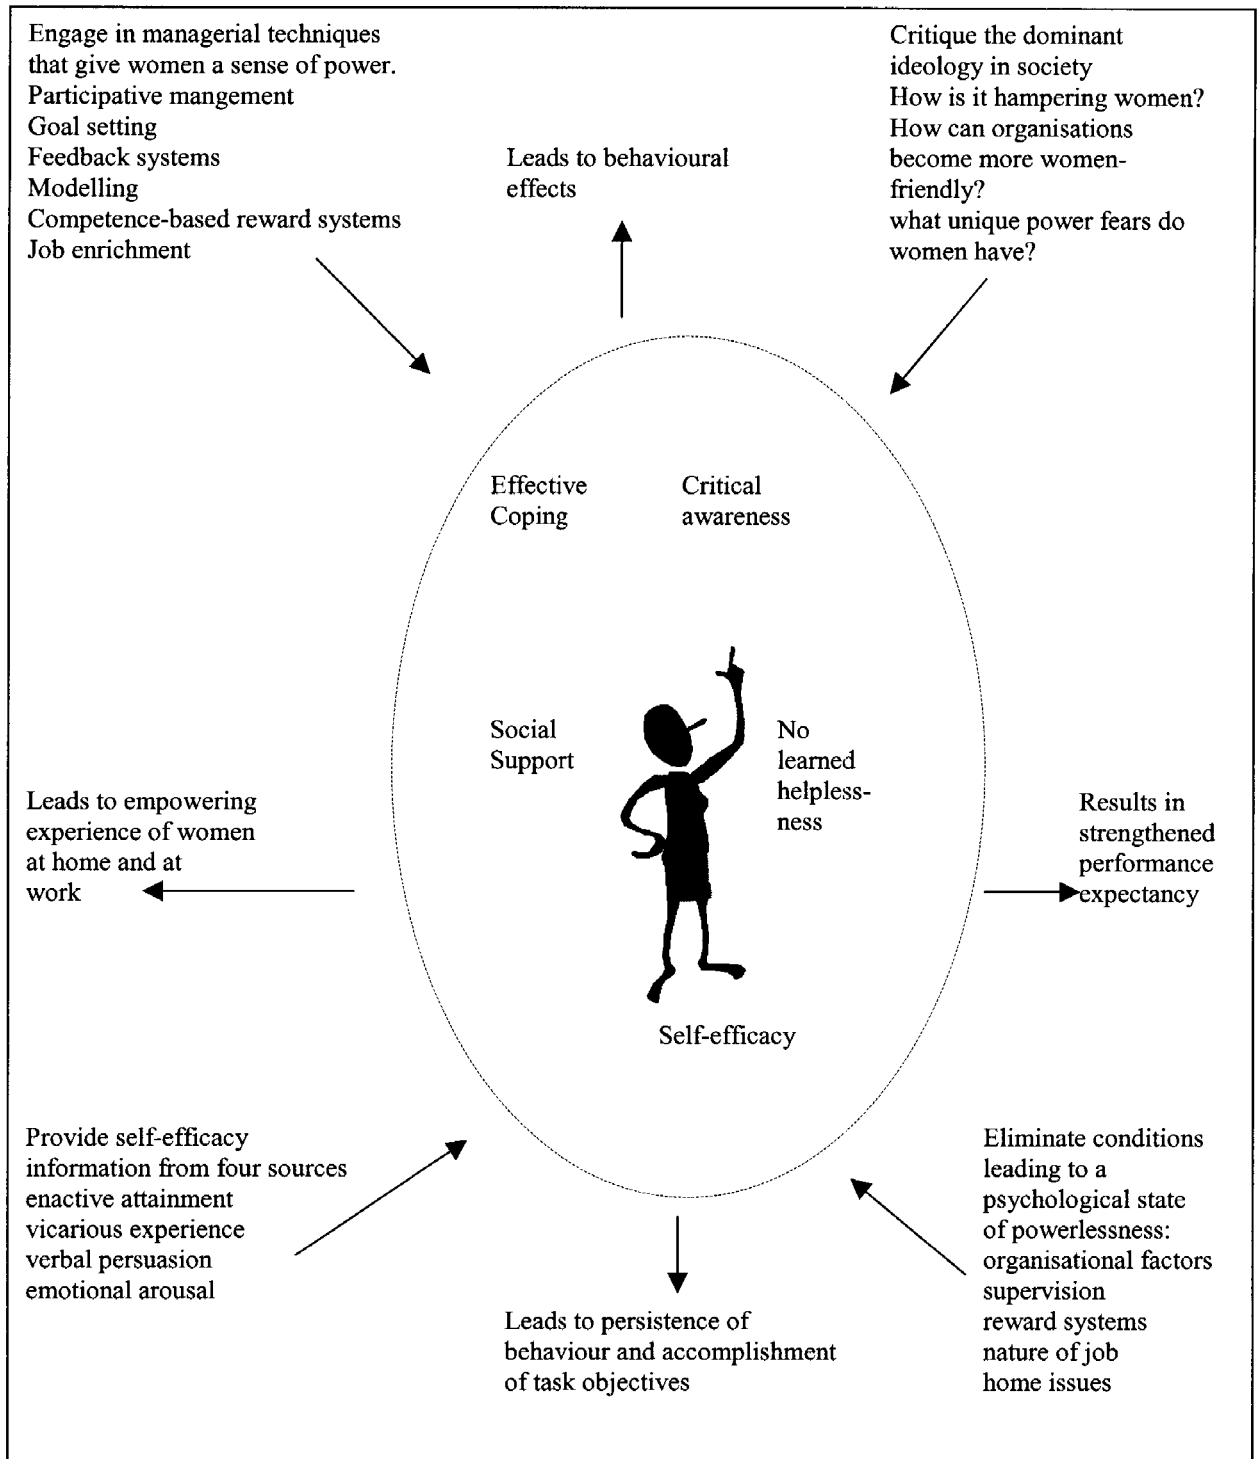 Engage in managerial techniques
that give women a sense of power.
Participative mangement
Goal setting
Feedback systems
Modelling
Competence-based reward systems
Job enrichment
Leads to behavioural
effects
Critique the dominant
ideology in society
How is it hampering women?
How can organisations
become more women-
friendly?
what unique power fears do
women have?
Effective
Coping
Critical
awareness
Social
Support
No
learned
helpless-
ness
Leads to empowering
experience of women
at home and at
work
Results in
strengthened
performance
expectancy
Self-efficacy
Provide self-efficacy
information from four sources
enactive attainment
vicarious experience
verbal persuasion
emotional arousal
Leads to persistence of
behaviour and accomplishment
of task objectives
Eliminate conditions
leading to a
psychological state
of powerlessness:
organisational factors
supervision
reward systems
nature of job
home issues